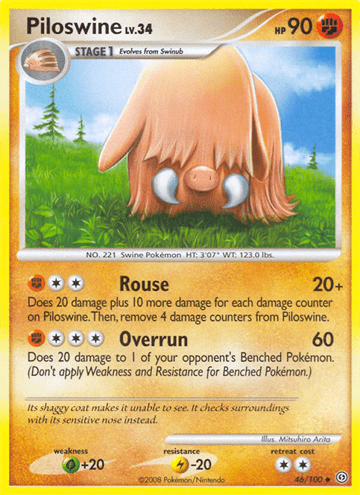 Piloswine LV.34 HP 90
STAGE 1 Evolves from Swinub
NO. 221 Swine Pokémon HT: 3'07" WT: 123.0 lbs.
Rouse 20+
Does 20 damage plus 10 more damage for each damage counter
on Piloswine. Then, remove 4 damage counters from Piloswine.
Overrun 60
Does 20 damage to 1 of your opponent's Benched Pokémon.
(Don't apply Weakness and Resistance for Benched Pokémon.)
Its shaggy coat makes it unable to see. It checks surroundings
with its sensitive nose instead.
Illus. Mitsuhiro Arita
weakness resistance retreat cost
+20 -20
©2008 Pokémon/Nintendo 46/100